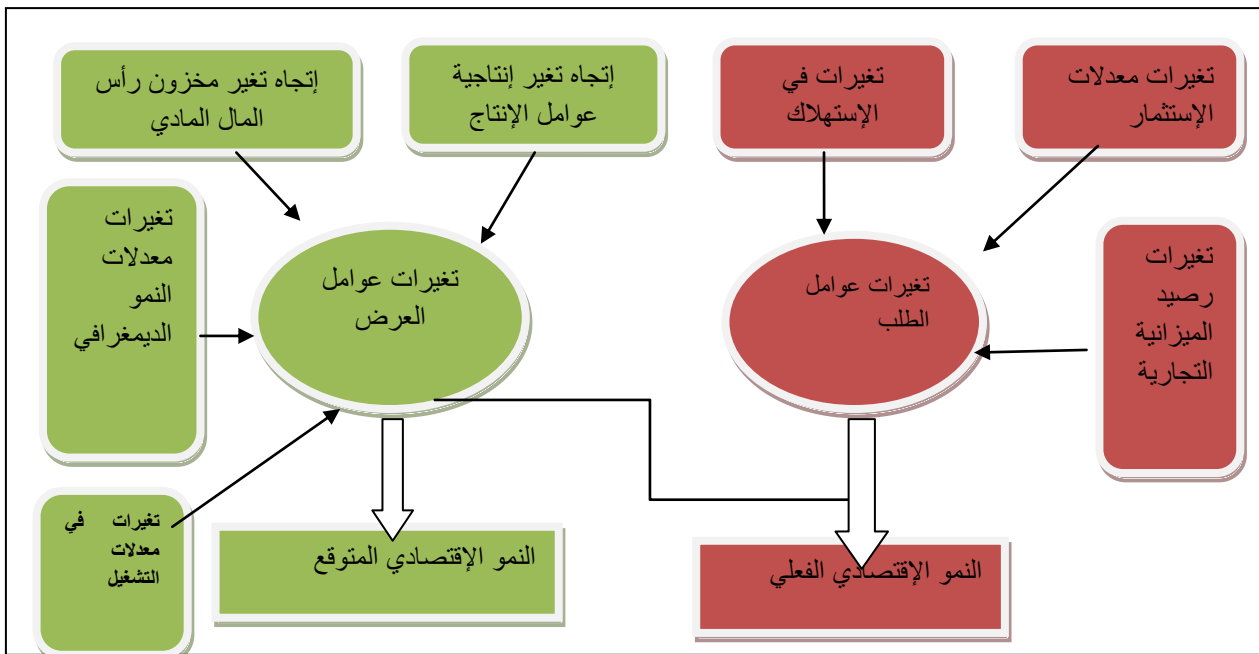 تغيرات معدلات
الإستثمار
تغيرات في
الإستهلاك
إتجاه تغير إنتاجية
عوامل الإنتاج
إتجاه تغير مخزون رأس
المال المادي
تغيرات
رصيد
الميزانية
التجارية
تغيرات عوامل
الطلب
تغيرات عوامل
العرض
تغيرات
معدلات
النمو
الديمغرافي
تغيرات في
معدلات
التشغيل
النمو الإقتصادي الفعلي
النمو الإقتصادي المتوقع